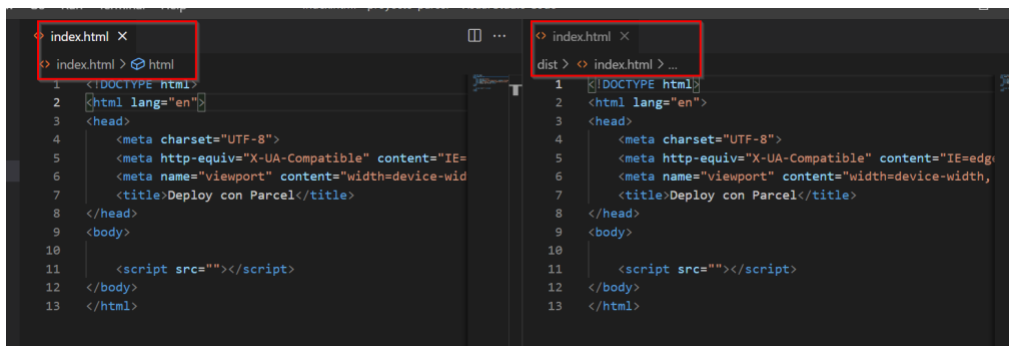 index.html
index.html > html
1 <!DOCTYPE html>
2 <html lang="en">
3 <head>
4 <meta charset="UTF-8">
5 <meta http-equiv="X-UA-Compatible" content="IE=
6 <meta name="viewport" content="width=device-wid
7 <title>Deploy con Parcel</title>
8 </head>
9 <body>
10
11 <script src=""></script>
12 </body>
13 </html>
index.html
dist > index.html > ...
1 <!DOCTYPE html>
2 <html lang="en">
3 <head>
4 <meta charset="UTF-8">
5 <meta http-equiv="X-UA-Compatible" content="IE=edg
6 <meta name="viewport" content="width=device-width,
7 <title>Deploy con Parcel</title>
8 </head>
9 <body>
10
11 <script src=""></script>
12 </body>
13 </html>